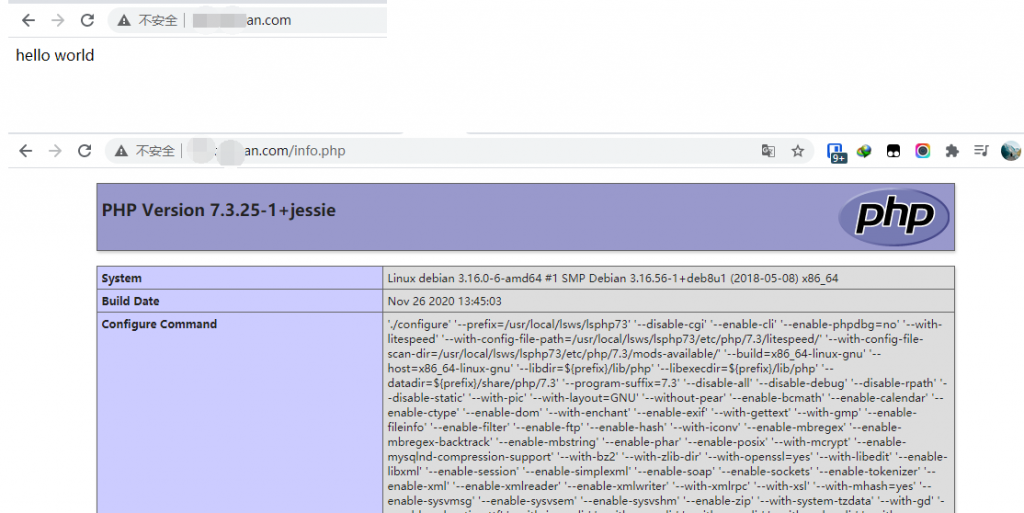 不安全 | an.com
hello world
不安全 | an.com/info.php
9+
PHP Version 7.3.25-1+jessie
php
System Linux debian 3.16.0-6-amd64 #1 SMP Debian 3.16.56-1+deb8u1 (2018-05-08) x86_64
Build Date Nov 26 2020 13:45:03
Configure Command './configure' '--prefix=/usr/local/lsws/lsphp73' '--disable-cgi' '--enable-cli' '--enable-phpdbg=no' '--with-
litespeed' '--with-config-file-path=/usr/local/lsws/lsphp73/etc/php/7.3/litespeed/' '--with-config-file-
scan-dir=/usr/local/lsws/lsphp73/etc/php/7.3/mods-available/' '--build=x86_64-linux-gnu' '--
host=x86_64-linux-gnu' '--libdir=${prefix}/lib/php' '--libexecdir=${prefix}/lib/php' '--
datadir=${prefix}/share/php/7.3' '--program-suffix=7.3' '--disable-all' '--disable-debug' '--disable-rpath' '-
-disable-static' '--with-pic' '--with-layout=GNU' '--without-pear' '--enable-bcmath' '--enable-calendar' '--
enable-ctype' '--enable-dom' '--with-enchant' '--enable-exif' '--with-gettext' '--with-gmp' '--enable-
fileinfo' '--enable-filter' '--enable-ftp' '--enable-hash' '--with-iconv' '--enable-mbregex' '--enable-
mbregex-backtrack' '--enable-mbstring' '--enable-phar' '--enable-posix' '--with-mcrypt' '--enable-
mysqlnd-compression-support' '--with-bz2' '--with-zlib-dir' '--with-openssl=yes' '--with-libedit' '--enable-
libxml' '--enable-session' '--enable-simplexml' '--enable-soap' '--enable-sockets' '--enable-tokenizer' '--
enable-xml' '--enable-xmlreader' '--enable-xmlwriter' '--with-xmlrpc' '--with-xsl' '--with-mhash=yes' '--
enable-sysvmsg' '--enable-sysvsem' '--enable-sysvshm' '--enable-zip' '--with-system-tzdata' '--with-gd' '-